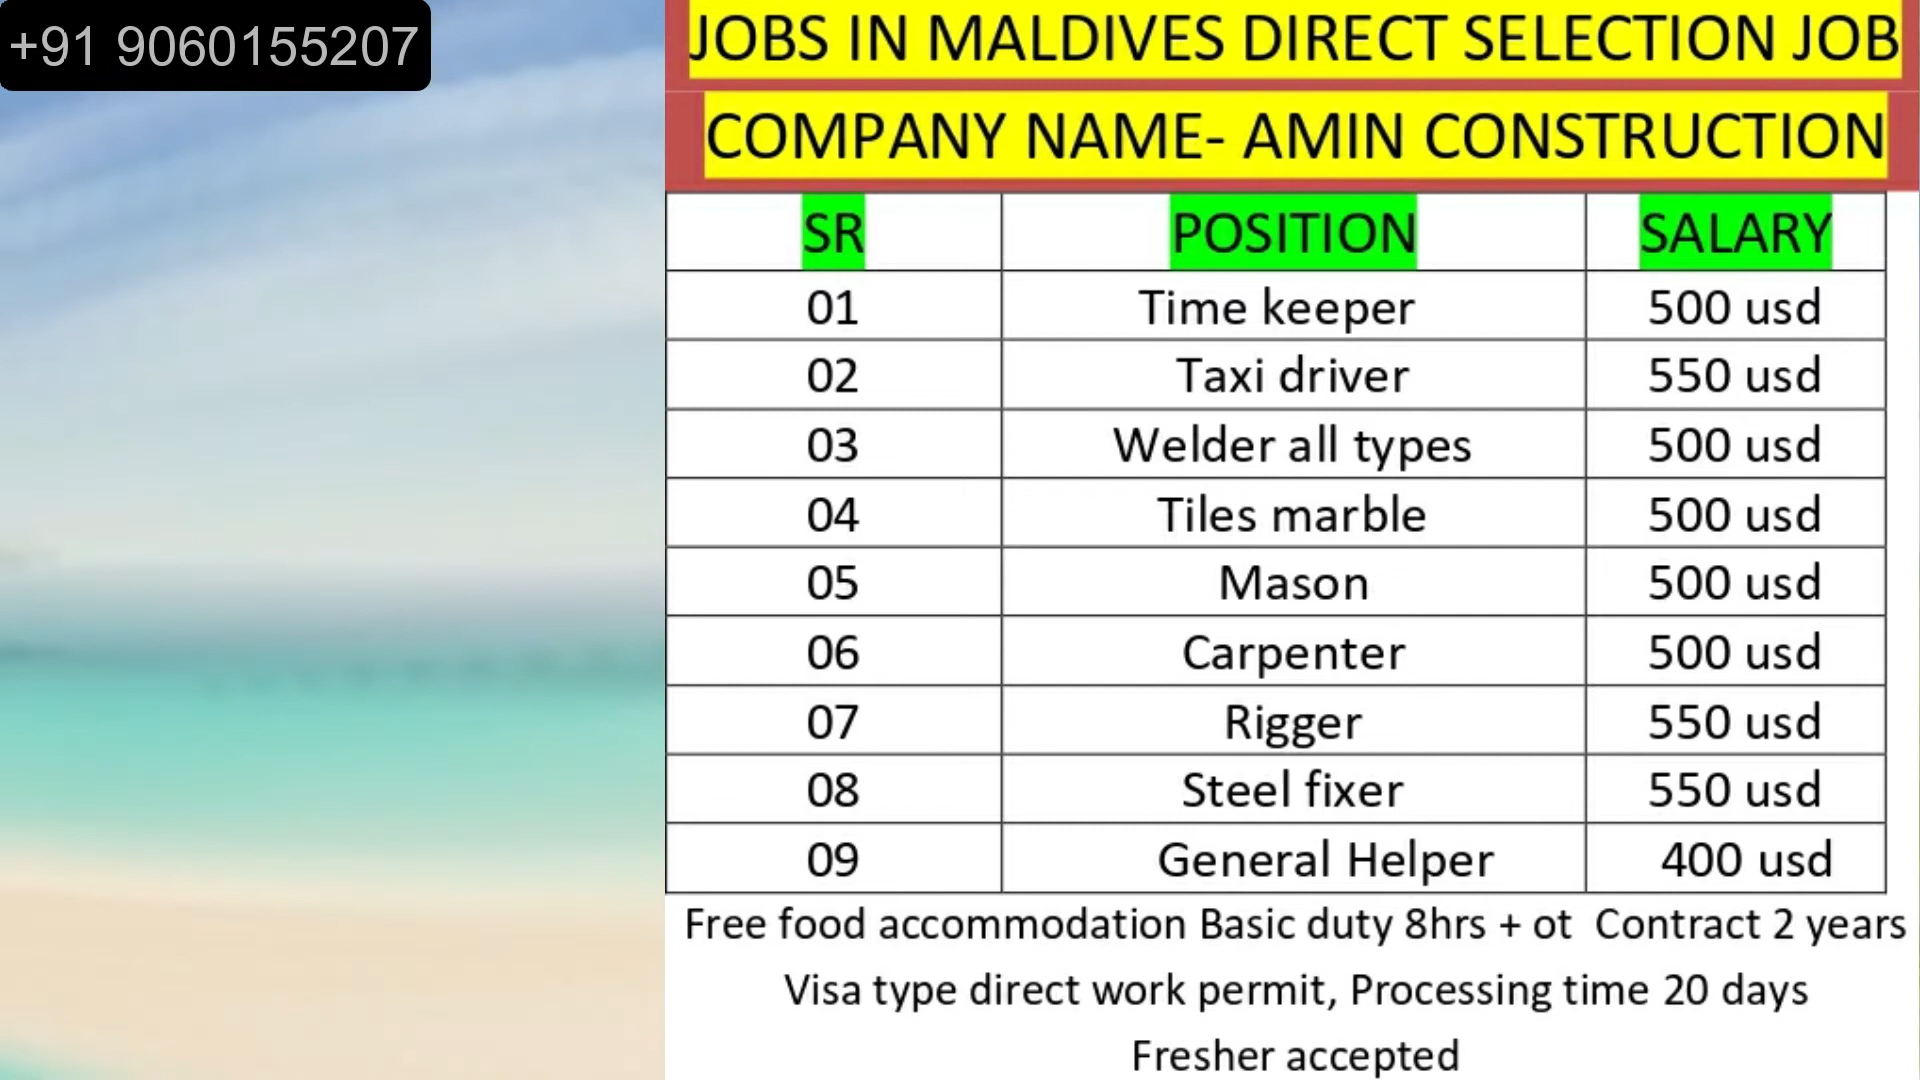 +91 9060155207
JOBS IN MALDIVES DIRECT SELECTION JOB
COMPANY NAME- AMIN CONSTRUCTION
SR POSITION SALARY
01 Time keeper 500 usd
02 Taxi driver 550 usd
03 Welder all types 500 usd
04 Tiles marble 500 usd
05 Mason 500 usd
06 Carpenter 500 usd
07 Rigger 550 usd
08 Steel fixer 550 usd
09 General Helper 400 usd
Free food accommodation Basic duty 8hrs + ot Contract 2 years
Visa type direct work permit, Processing time 20 days
Fresher accepted